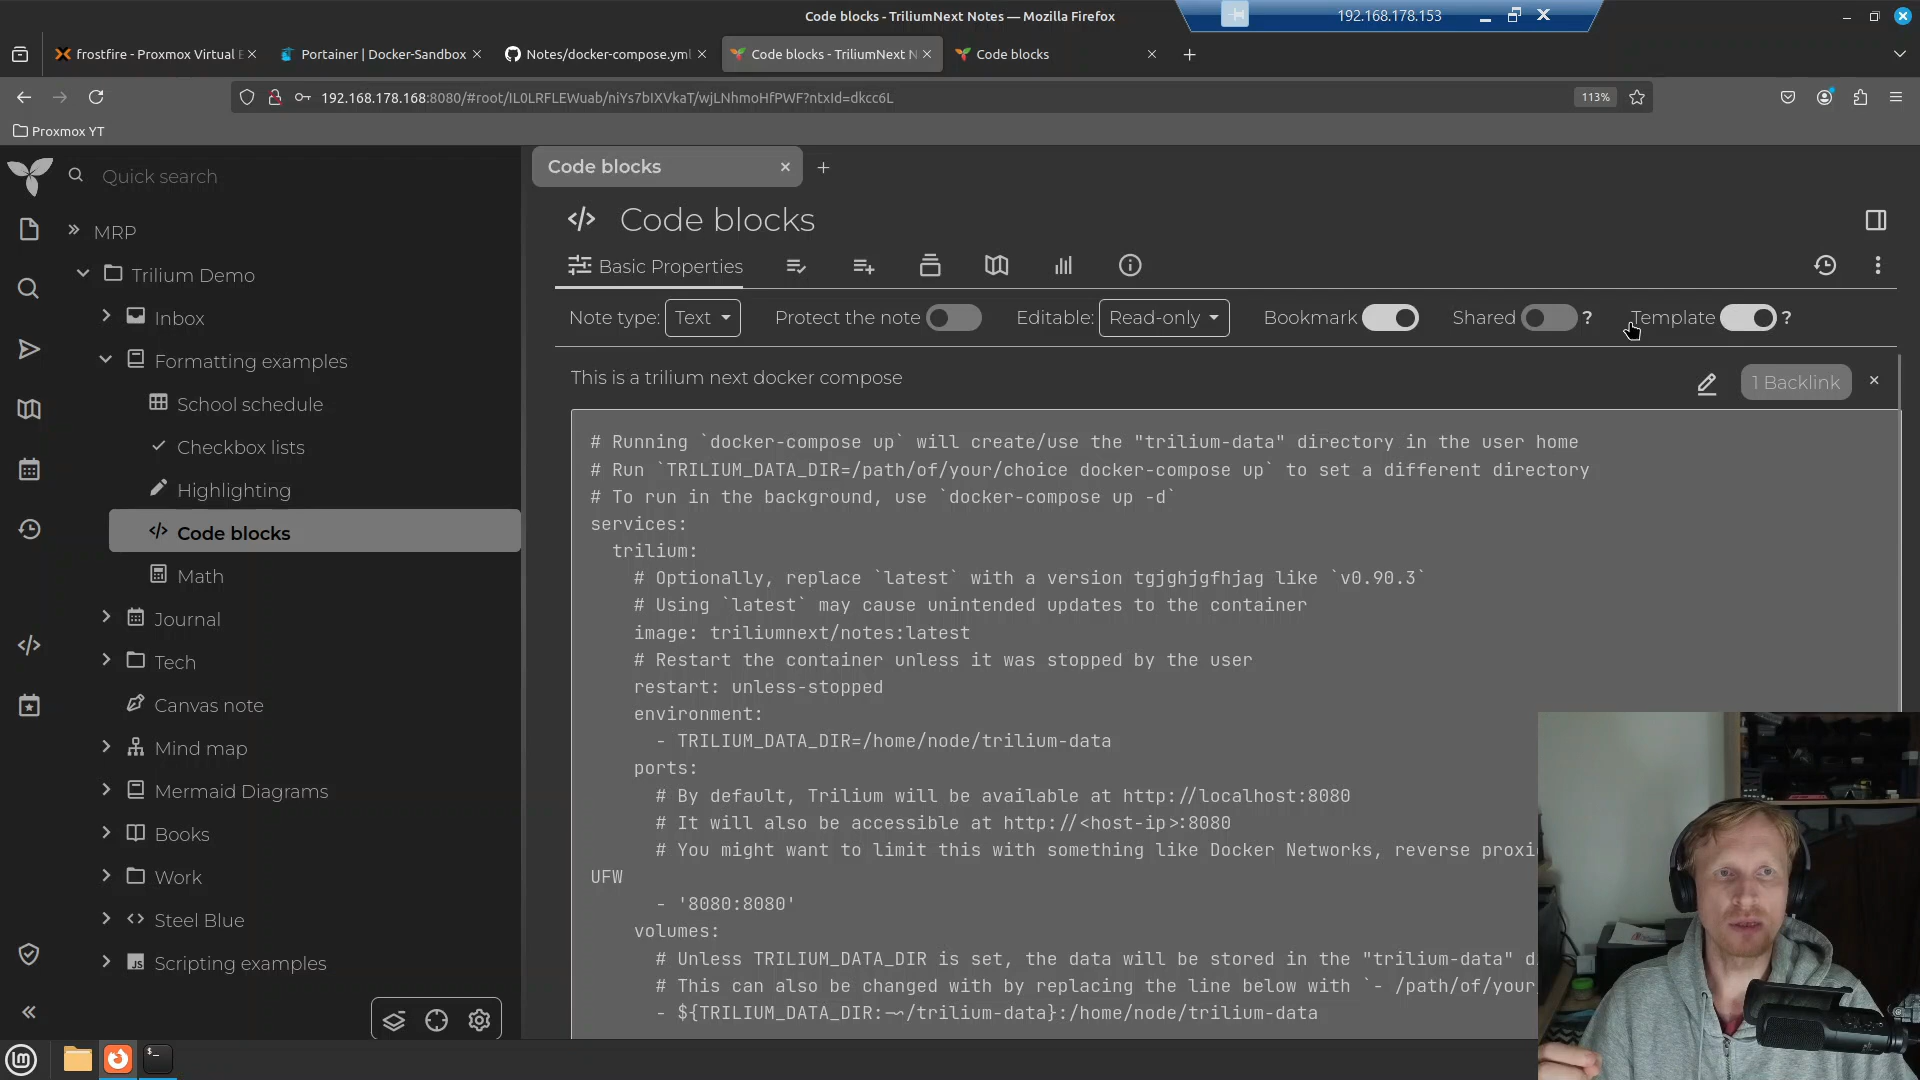 Code blocks - TriliumNext Notes — Mozilla Firefox
192.168.178.153
frostfire - Proxmox Virtual
Portainer | Docker-Sandbox
Notes/docker-compose.yml
Code blocks - TriliumNext N
Code blocks
192.168.178.168:8080/#root/IL0LRFLEWuab/niYs7bIXVkaT/wjLNhmoHfPWF?ntxId=dkcc6L
113%
Proxmox YT
Quick search
MRP
Trilium Demo
Inbox
Formatting examples
School schedule
Checkbox lists
Highlighting
Code blocks
Math
Journal
Tech
Canvas note
Mind map
Mermaid Diagrams
Books
Work
Steel Blue
Scripting examples
Code blocks
Code blocks
Basic Properties
Note type: Text
Protect the note
Editable: Read-only
Bookmark
Shared ?
Template ?
This is a trilium next docker compose
1 Backlink
# Running `docker-compose up` will create/use the "trilium-data" directory in the user home
# Run `TRILIUM_DATA_DIR=/path/of/your/choice docker-compose up` to set a different directory
# To run in the background, use `docker-compose up -d`
services:
trilium:
# Optionally, replace `latest` with a version tgjghjgfhjag like `v0.90.3`
# Using `latest` may cause unintended updates to the container
image: triliumnext/notes:latest
# Restart the container unless it was stopped by the user
restart: unless-stopped
environment:
- TRILIUM_DATA_DIR=/home/node/trilium-data
ports:
# By default, Trilium will be available at http://localhost:8080
# It will also be accessible at http://<host-ip>:8080
# You might want to limit this with something like Docker Networks, reverse proxi
UFW
- '8080:8080'
volumes:
# Unless TRILIUM_DATA_DIR is set, the data will be stored in the "trilium-data" d
# This can also be changed with by replacing the line below with `- /path/of/your
- ${TRILIUM_DATA_DIR:-~/trilium-data}:/home/node/trilium-data